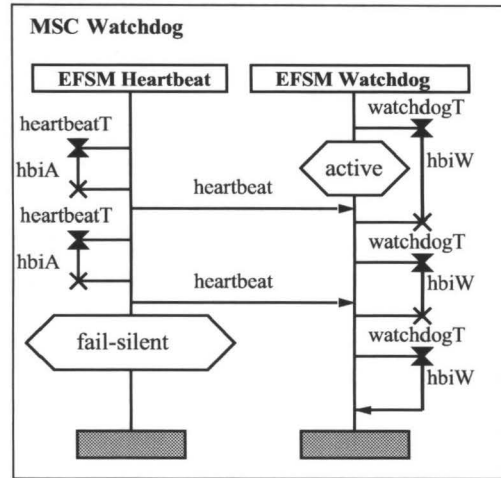 MSC Watchdog
EFSM Heartbeat
EFSM Watchdog
heartbeatT
hbiA
watchdogT
hbiW
active
heartbeat
heartbeatT
hbiA
watchdogT
hbiW
heartbeat
fail-silent
watchdogT
hbiW